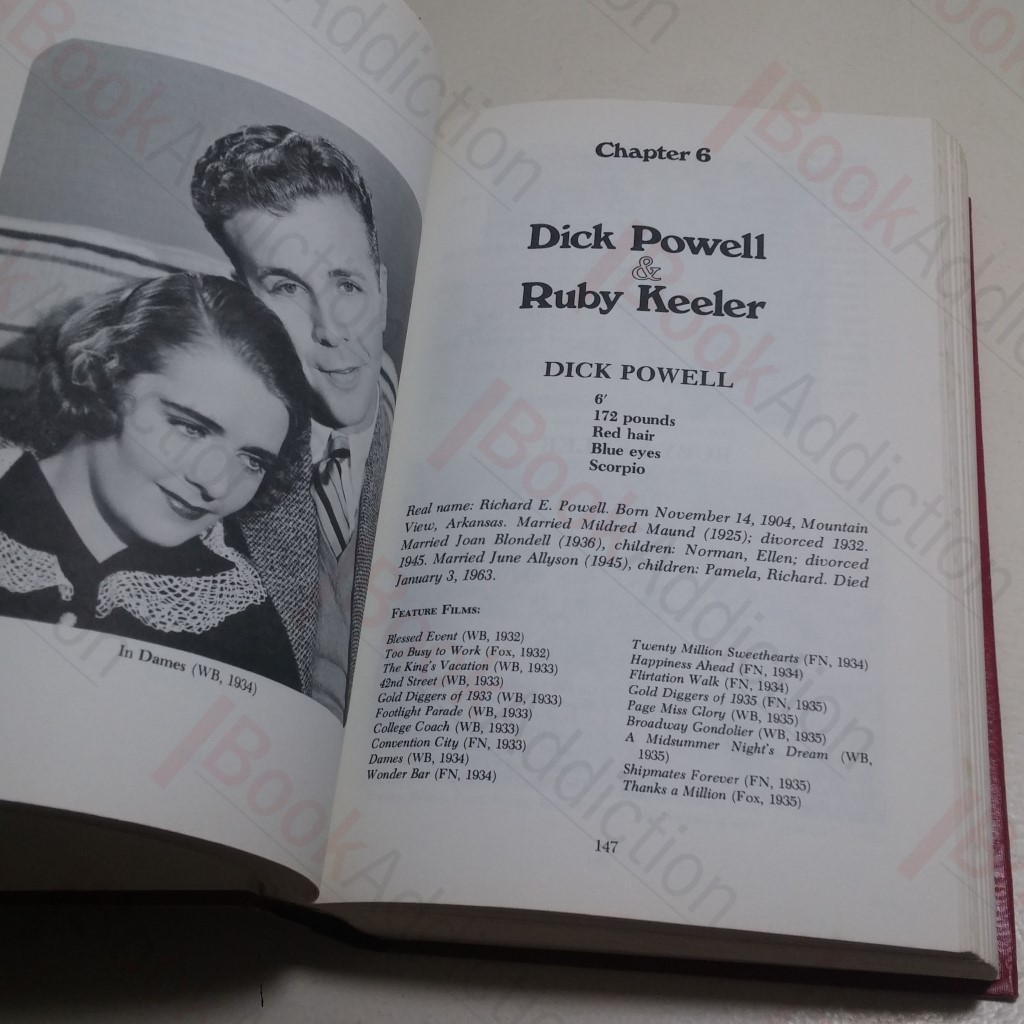 In Dames (WB, 1934)
Chapter 6
Dick Powell
&
Ruby Keeler
DICK POWELL
6'
172 pounds
Red hair
Blue eyes
Scorpio
Real name: Richard E. Powell. Born November 14, 1904, Mountain
View, Arkansas. Married Mildred Maund (1925); divorced 1932.
Married Joan Blondell (1936), children: Norman, Ellen; divorced
1945. Married June Allyson (1945), children: Pamela, Richard. Died
January 3, 1963.
FEATURE FILMS:
Blessed Event (WB, 1932)
Too Busy to Work (Fox, 1932)
The King's Vacation (WB, 1933)
42nd Street (WB, 1933)
Gold Diggers of 1933 (WB, 1933)
Footlight Parade (WB, 1933)
College Coach (WB, 1933)
Convention City (FN, 1933)
Dames (WB, 1934)
Wonder Bar (FN, 1934)
Twenty Million Sweethearts (FN, 1934)
Happiness Ahead (FN, 1934)
Flirtation Walk (FN, 1934)
Gold Diggers of 1935 (FN, 1935)
Page Miss Glory (WB, 1935)
Broadway Gondolier (WB, 1935)
A Midsummer Night's Dream (WB,
1935)
Shipmates Forever (FN, 1935)
Thanks a Million (Fox, 1935)
147
BookAddiction
BookAddiction
BookAddiction
BookAddiction
BookAddiction